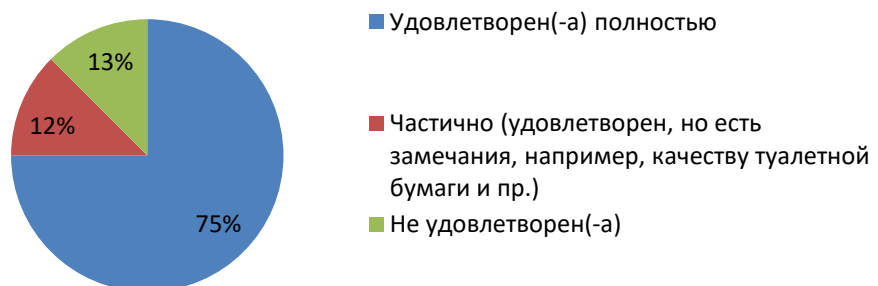 13%
12%
75%
Удовлетворен(-а) полностью
Частично (удовлетворен, но есть
замечания, например, качеству туалетной
бумаги и пр.)
Не удовлетворен(-а)